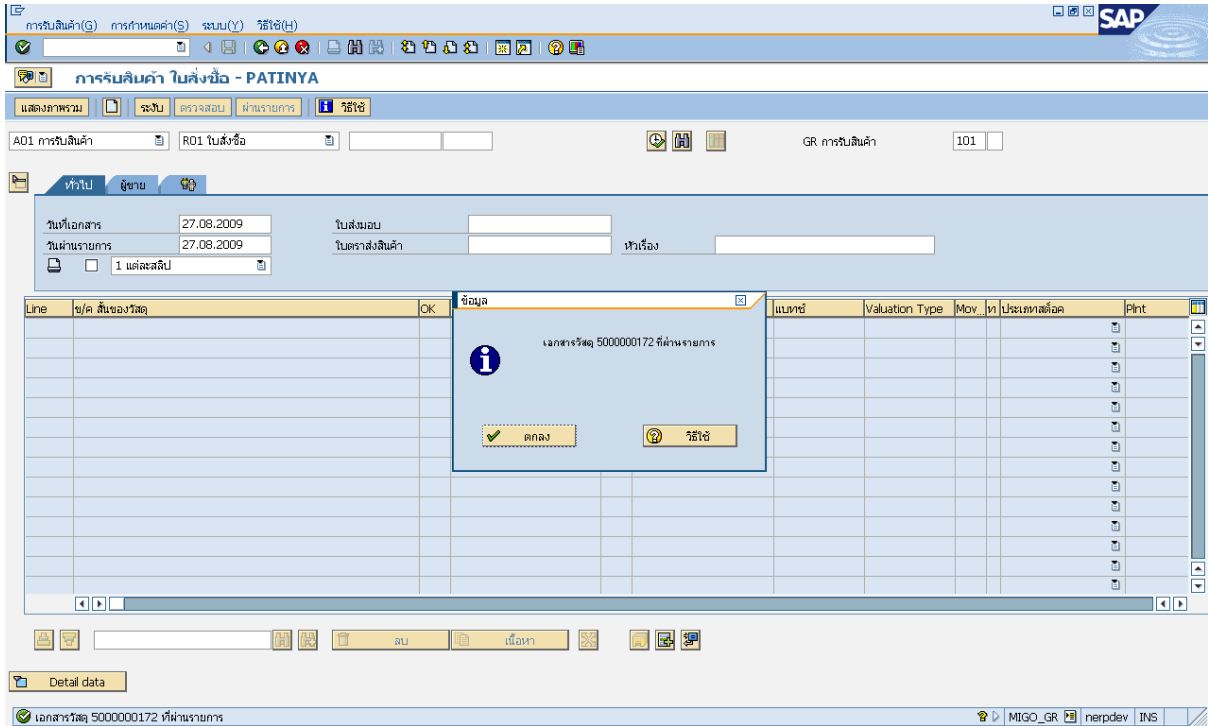 การรับสินค้า(G) การกำหนดค่า(S) ระบบ(Y) วิธีใช้(H)
SAP
การรับสินค้า ใบสั่งซื้อ - PATINYA
แสดงภาพรวม ระงับ ตรวจสอบ ผ่านรายการ วิธีใช้
A01 การรับสินค้า R01 ใบสั่งซื้อ GR การรับสินค้า 101
ทั่วไป ผู้ขาย
วันที่เอกสาร 27.08.2009 ใบส่งมอบ
วันผ่านรายการ 27.08.2009 ใบตราส่งสินค้า หัวเรื่อง
1 แต่ละสลิป
Line ข/ค สั้นของวัสดุ OK แบทช์ Valuation Type Mov... ท ประเภทสต็อค Plnt
ข้อมูล
เอกสารวัสดุ 5000000172 ที่ผ่านรายการ
ตกลง วิธีใช้
ลบ เนื้อหา
Detail data
เอกสารวัสดุ 5000000172 ที่ผ่านรายการ MIGO_GR nerpdev INS